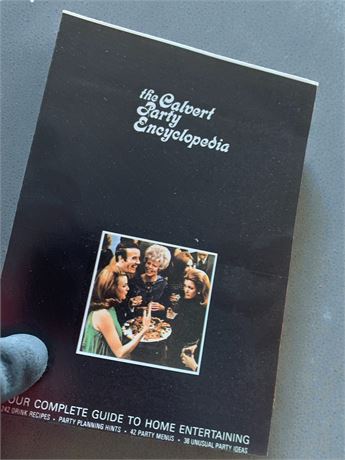 the Calvert
Party
Encyclopedia
OUR COMPLETE GUIDE TO HOME ENTERTAINING
242 DRINK RECIPES • PARTY PLANNING HINTS • 42 PARTY MENUS • 38 UNUSUAL PARTY IDEAS